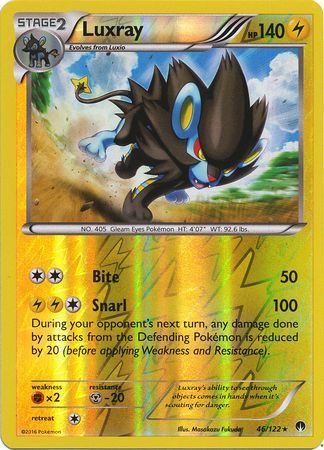 STAGE2
Luxray
HP 140
Evolves from Luxio
NO. 405 Gleam Eyes Pokémon HT: 4'07" WT: 92.6 lbs.
Bite 50
Snarl 100
During your opponent's next turn, any damage done
by attacks from the Defending Pokémon is reduced
by 20 (before applying Weakness and Resistance).
weakness
×2
resistance
-20
retreat
Luxray's ability to see through
objects comes in handy when it's
scouting for danger.
©2016 Pokémon
Illus. Masakazu Fukuda
46/122★